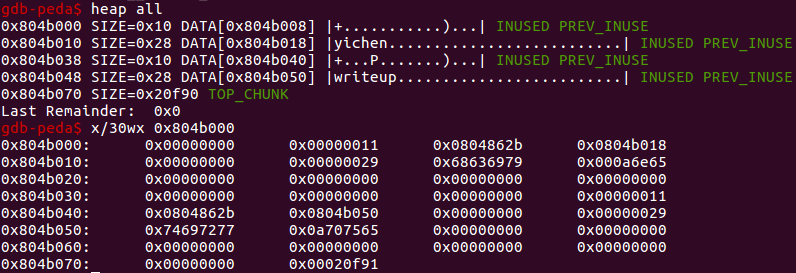 gdb-peda$ heap all
0x804b000 SIZE=0x10 DATA[0x804b008] |+...........)...| INUSED PREV_INUSE
0x804b010 SIZE=0x28 DATA[0x804b018] |yichen..........................| INUSED PREV_INUSE
0x804b038 SIZE=0x10 DATA[0x804b040] |+...P.......)...| INUSED PREV_INUSE
0x804b048 SIZE=0x28 DATA[0x804b050] |writeup.........................| INUSED PREV_INUSE
0x804b070 SIZE=0x20f90 TOP_CHUNK
Last Remainder:  0x0
gdb-peda$ x/30wx 0x804b000
0x804b000:      0x00000000      0x00000011      0x0804862b      0x0804b018
0x804b010:      0x00000000      0x00000029      0x68636979      0x000a6e65
0x804b020:      0x00000000      0x00000000      0x00000000      0x00000000
0x804b030:      0x00000000      0x00000000      0x00000000      0x00000011
0x804b040:      0x0804862b      0x0804b050      0x00000000      0x00000029
0x804b050:      0x74697277      0x0a707565      0x00000000      0x00000000
0x804b060:      0x00000000      0x00000000      0x00000000      0x00000000
0x804b070:      0x00000000      0x00020f91